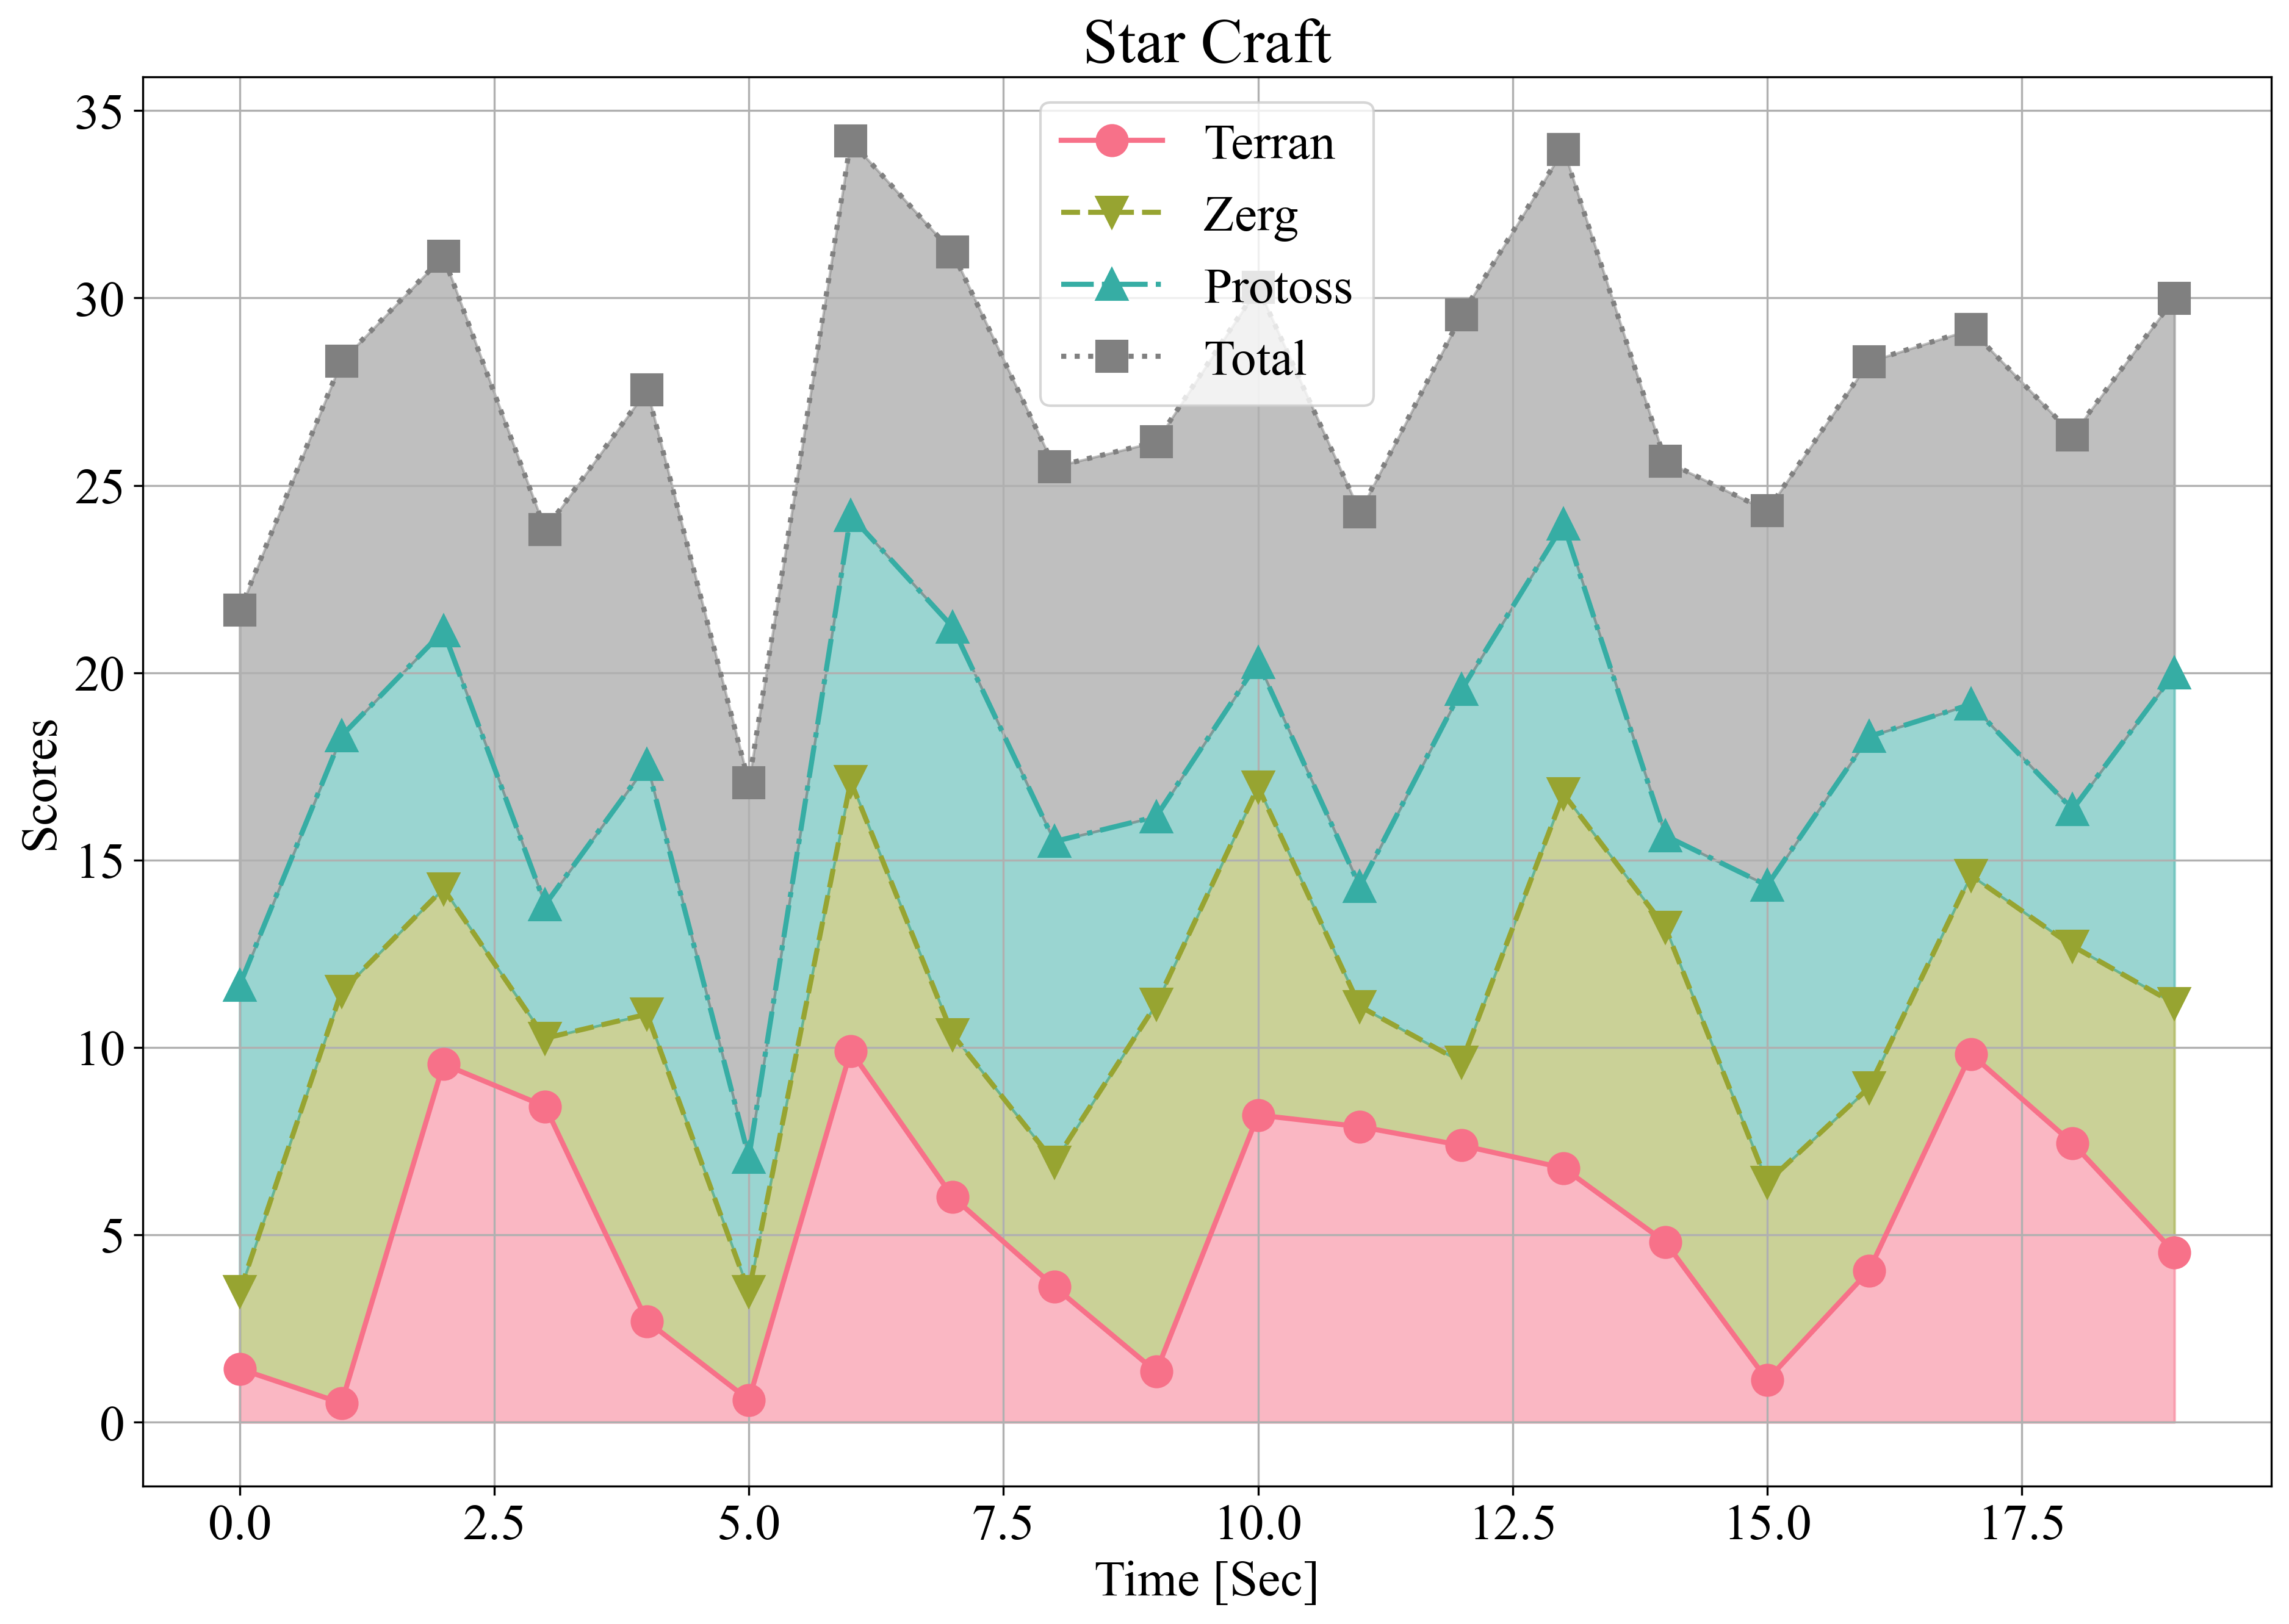 Star Craft
Terran
Zerg
Protoss
Total
Scores
35
30
25
20
15
10
5
0
0.0 2.5 5.0 7.5 10.0 12.5 15.0 17.5
Time [Sec]